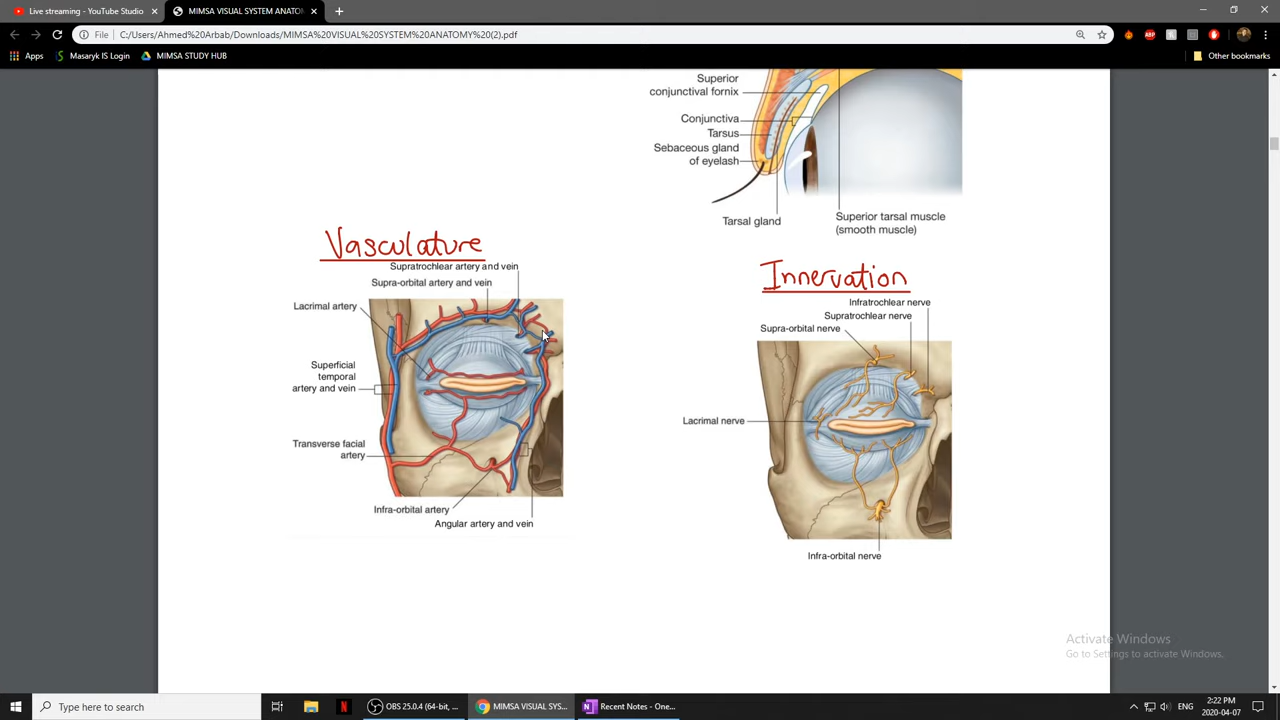 Live streaming - YouTube Studio
MIMSA VISUAL SYSTEM ANATOM
File
C:/Users/Ahmed%20Arbab/Downloads/MIMSA%20VISUAL%20SYSTEM%20ANATOMY%20(2).pdf
ABP
Apps
Masaryk IS Login
MIMSA STUDY HUB
Other bookmarks
Superior
conjunctival fornix
Conjunctiva
Tarsus
Sebaceous gland
of eyelash
Tarsal gland
Superior tarsal muscle
(smooth muscle)
Vasculature
Supratrochlear artery and vein
Supra-orbital artery and vein
Lacrimal artery
Superficial
temporal
artery and vein
Transverse facial
artery
Infra-orbital artery
Angular artery and vein
Innervation
Infratrochlear nerve
Supratrochlear nerve
Supra-orbital nerve
Lacrimal nerve
Infra-orbital nerve
Activate Windows
Go to Settings to activate Windows.
Type here to search
OBS 25.0.4 (64-bit, ...
MIMSA VISUAL SYS...
Recent Notes - One...
ENG
2:22 PM
2020-04-07